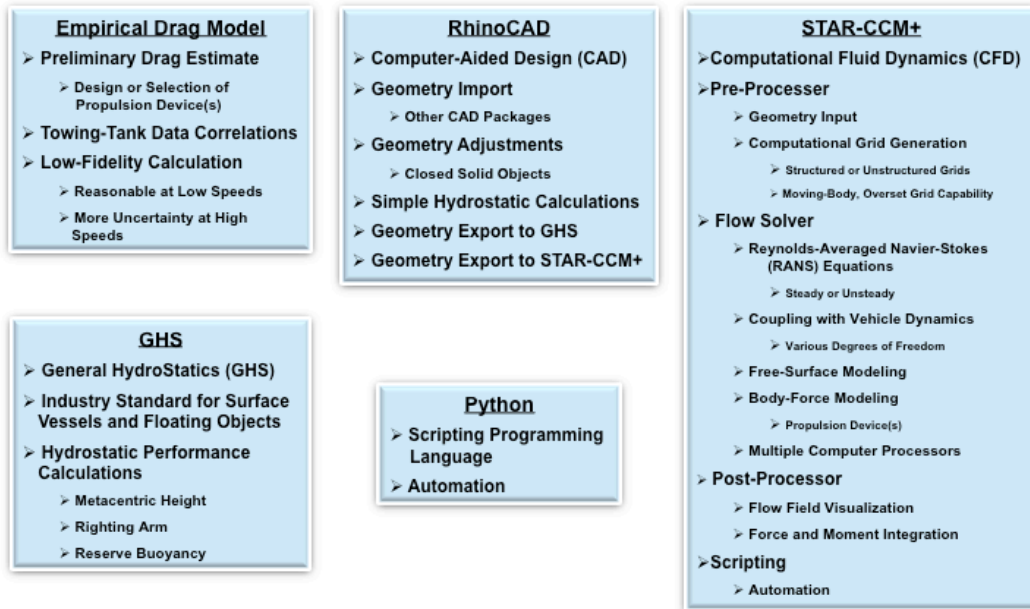 Empirical Drag Model
➢ Preliminary Drag Estimate
➢ Design or Selection of
Propulsion Device(s)
➢ Towing-Tank Data Correlations
➢ Low-Fidelity Calculation
➢ Reasonable at Low Speeds
➢ More Uncertainty at High
Speeds
RhinoCAD
➢ Computer-Aided Design (CAD)
➢ Geometry Import
➢ Other CAD Packages
➢ Geometry Adjustments
➢ Closed Solid Objects
➢ Simple Hydrostatic Calculations
➢ Geometry Export to GHS
➢ Geometry Export to STAR-CCM+
STAR-CCM+
➢Computational Fluid Dynamics (CFD)
➢Pre-Processer
➢ Geometry Input
➢ Computational Grid Generation
➢ Structured or Unstructured Grids
➢ Moving-Body, Overset Grid Capability
➢ Flow Solver
➢ Reynolds-Averaged Navier-Stokes
(RANS) Equations
➢ Steady or Unsteady
➢ Coupling with Vehicle Dynamics
➢ Various Degrees of Freedom
➢ Free-Surface Modeling
➢ Body-Force Modeling
➢ Propulsion Device(s)
➢ Multiple Computer Processors
➢ Post-Processor
➢ Flow Field Visualization
➢ Force and Moment Integration
➢Scripting
➢ Automation
GHS
➢ General HydroStatics (GHS)
➢ Industry Standard for Surface
Vessels and Floating Objects
➢ Hydrostatic Performance
Calculations
➢ Metacentric Height
➢ Righting Arm
➢ Reserve Buoyancy
Python
➢ Scripting Programming
Language
➢ Automation